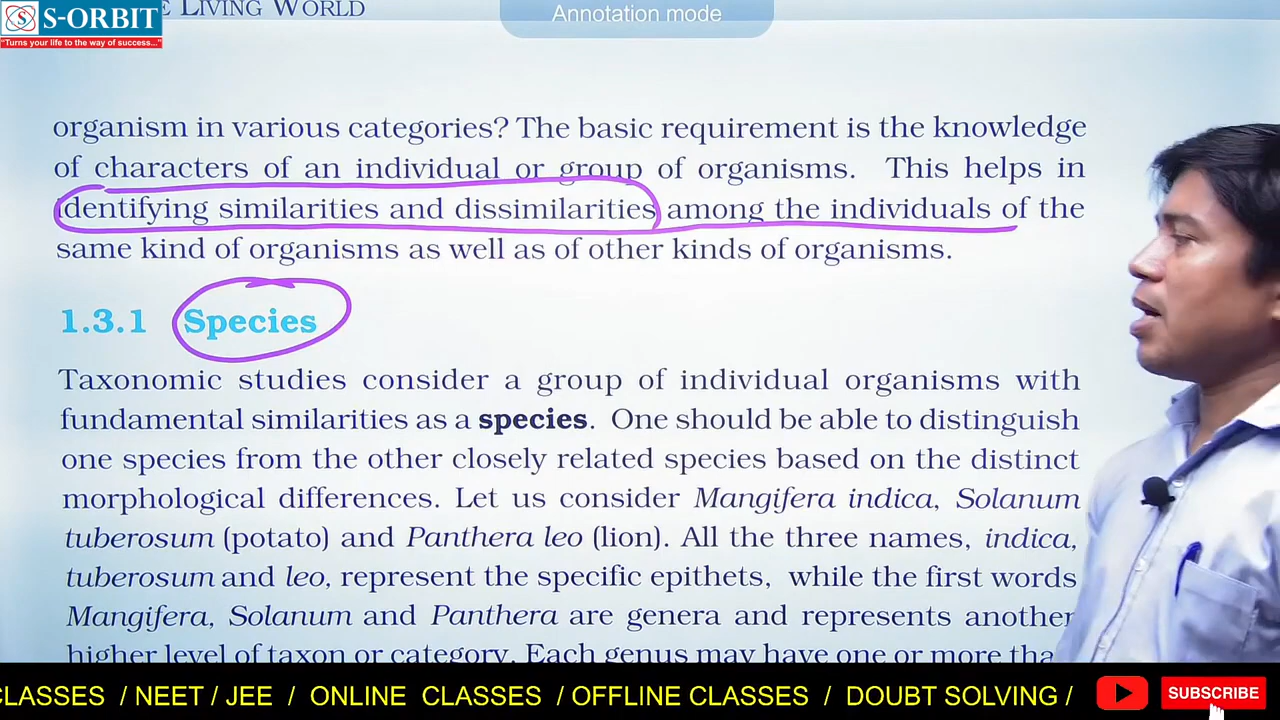 S-ORBIT
"Turns your life to the way of success..."
LIVING WORLD
Annotation mode
organism in various categories? The basic requirement is the knowledge
of characters of an individual or group of organisms. This helps in
identifying similarities and dissimilarities among the individuals of the
same kind of organisms as well as of other kinds of organisms.
1.3.1 Species
Taxonomic studies consider a group of individual organisms with
fundamental similarities as a species. One should be able to distinguish
one species from the other closely related species based on the distinct
morphological differences. Let us consider Mangifera indica, Solanum
tuberosum (potato) and Panthera leo (lion). All the three names, indica,
tuberosum and leo, represent the specific epithets, while the first words
Mangifera, Solanum and Panthera are genera and represents another
higher level of taxon or category. Each genus may have one or more tha
CLASSES / NEET / JEE / ONLINE CLASSES / OFFLINE CLASSES / DOUBT SOLVING /
SUBSCRIBE